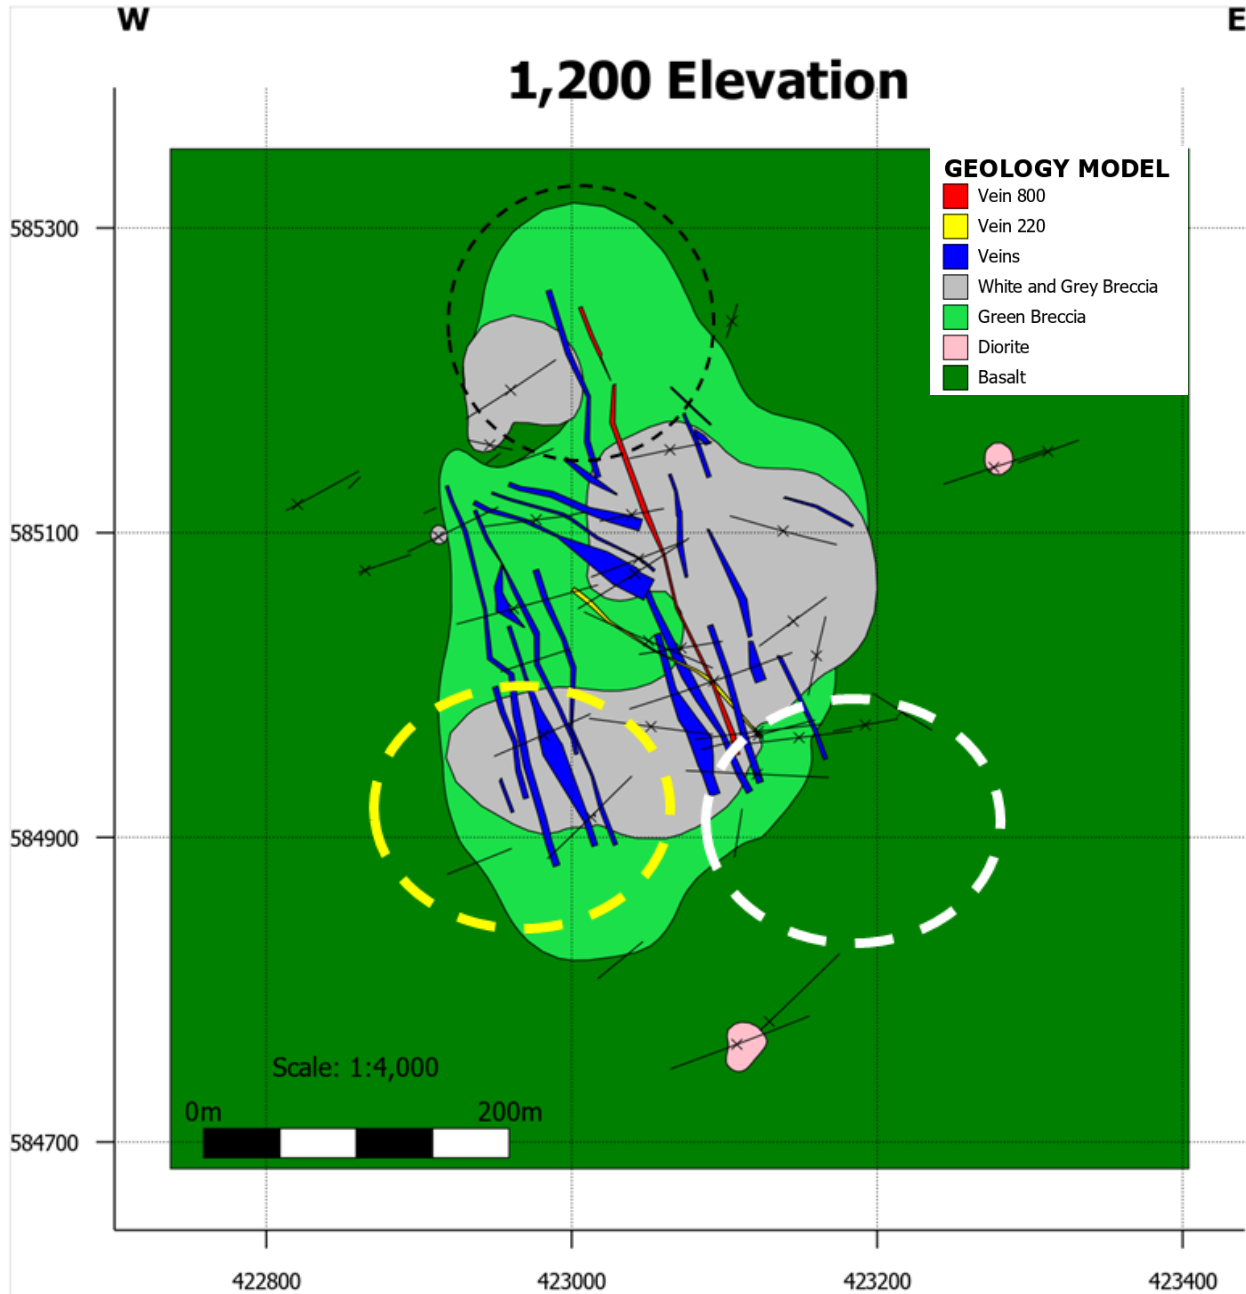 W E
1,200 Elevation
GEOLOGY MODEL
Vein 800
Vein 220
Veins
White and Grey Breccia
Green Breccia
Diorite
Basalt
585300
585100
584900
584700
Scale: 1:4,000
0m 200m
422800 423000 423200 423400